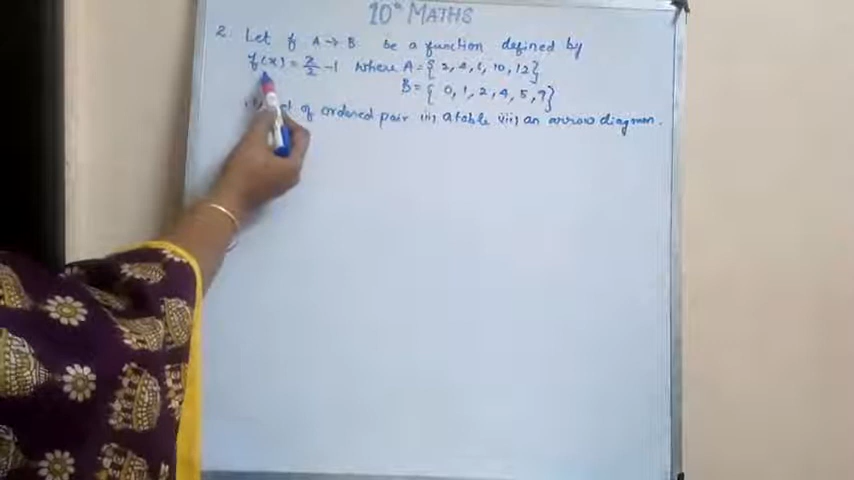 10th MATHS
2. Let f A → B be a function defined by
f(x) = x/2 - 1 where A = {2, 4, 6, 10, 12}
B = {0, 1, 2, 4, 5, 9}
of ordered pair ii) a table iii) an arrow diagram.